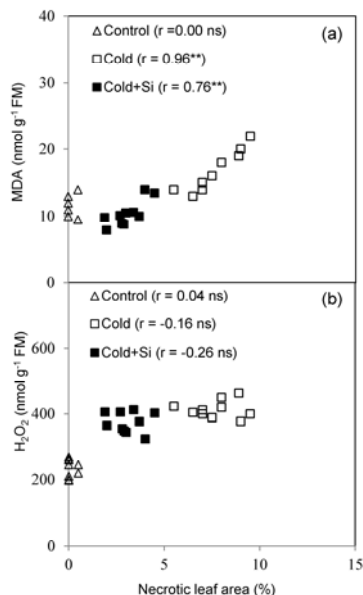 (a)
Control (r =0.00 ns)
Cold (r = 0.96**)
Cold+Si (r = 0.76**)
MDA (nmol g⁻¹ FM)
40
30
20
10
0
(b)
Control (r = 0.04 ns)
Cold (r = -0.16 ns)
Cold+Si (r = -0.26 ns)
H₂O₂ (nmol g⁻¹ FM)
600
400
200
0
0 5 10 15
Necrotic leaf area (%)